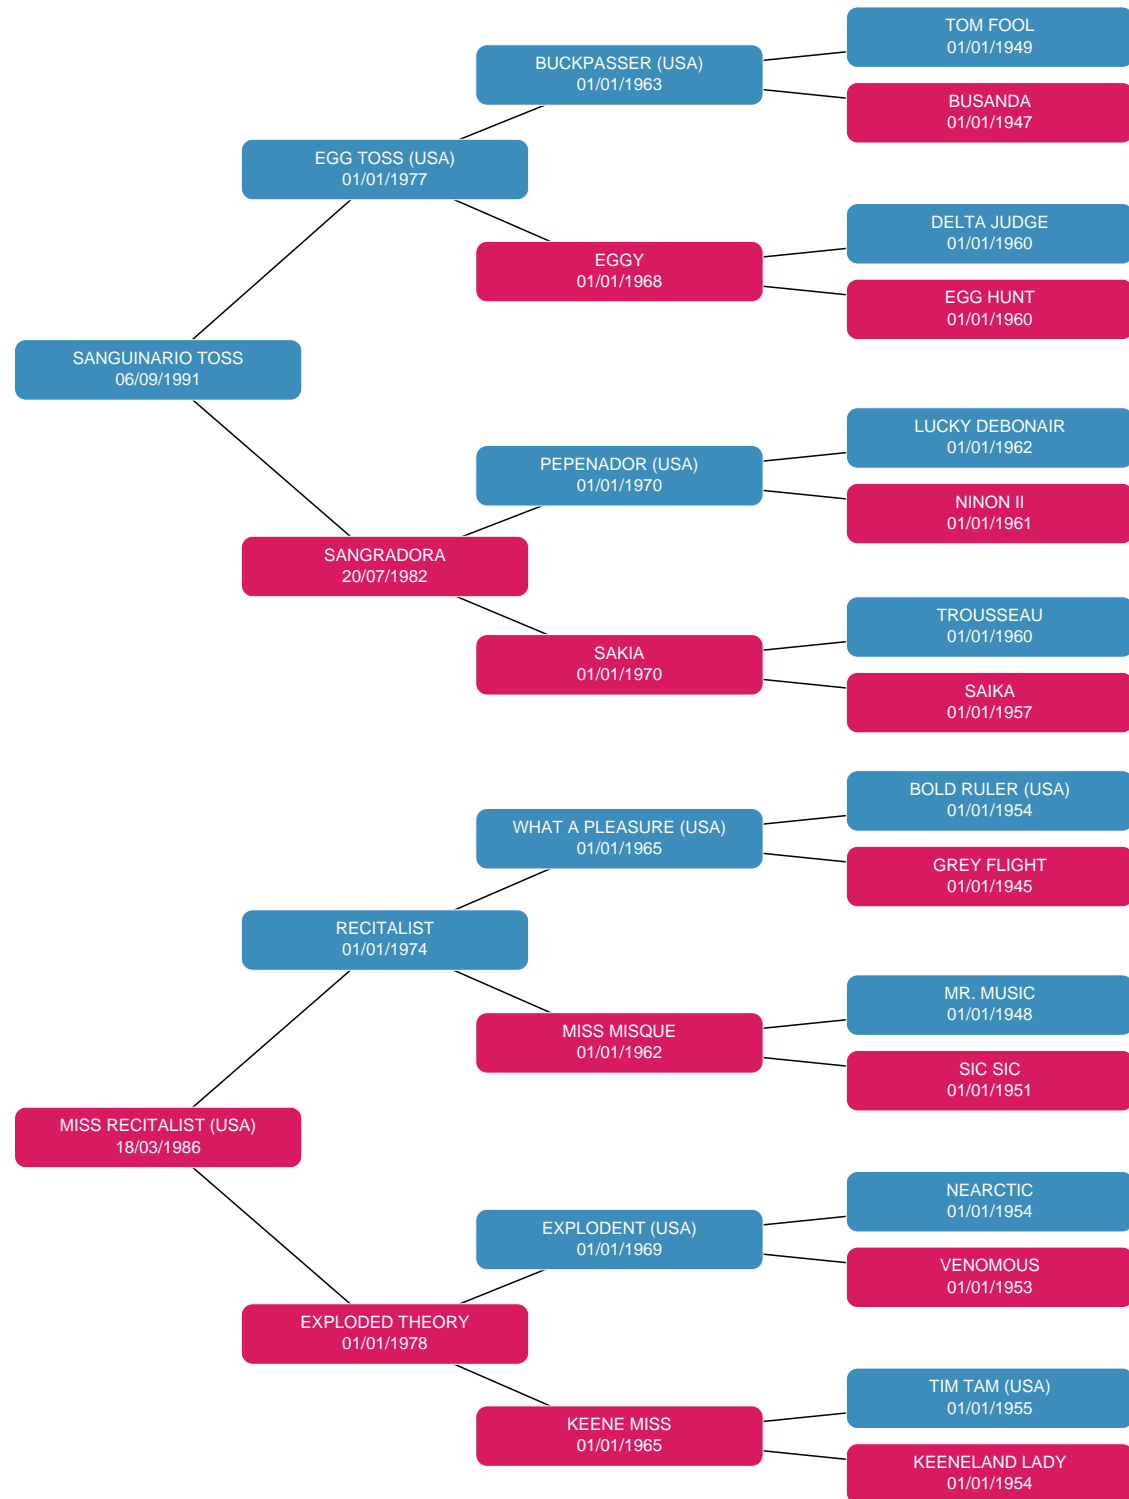 TOM FOOL
01/01/1949
BUCKPASSER (USA)
01/01/1963
BUSANDA
01/01/1947
EGG TOSS (USA)
01/01/1977
DELTA JUDGE
01/01/1960
EGGY
01/01/1968
EGG HUNT
01/01/1960
SANGUINARIO TOSS
06/09/1991
LUCKY DEBONAIR
01/01/1962
PEPENADOR (USA)
01/01/1970
NINON II
01/01/1961
SANGRADORA
20/07/1982
TROUSSEAU
01/01/1960
SAKIA
01/01/1970
SAIKA
01/01/1957
BOLD RULER (USA)
01/01/1954
WHAT A PLEASURE (USA)
01/01/1965
GREY FLIGHT
01/01/1945
RECITALIST
01/01/1974
MR. MUSIC
01/01/1948
MISS MISQUE
01/01/1962
SIC SIC
01/01/1951
MISS RECITALIST (USA)
18/03/1986
NEARCTIC
01/01/1954
EXPLODENT (USA)
01/01/1969
VENOMOUS
01/01/1953
EXPLODED THEORY
01/01/1978
TIM TAM (USA)
01/01/1955
KEENE MISS
01/01/1965
KEENELAND LADY
01/01/1954